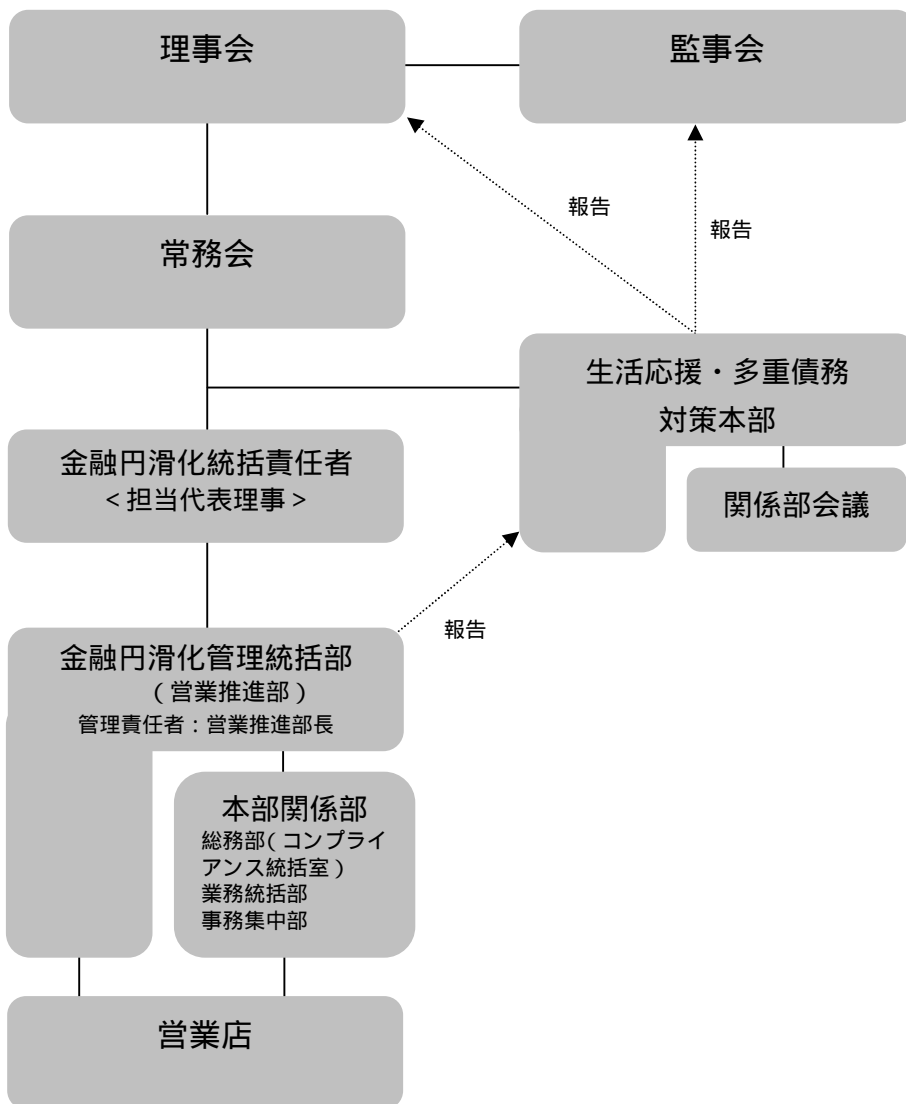 理事会
監事会
報告
報告
常務会
生活応援・多重債務
対策本部
金融円滑化統括責任者
<担当代表理事>
関係部会議
報告
金融円滑化管理統括部
(営業推進部)
管理責任者:営業推進部長
本部関係部
総務部(コンプライ
アンス統括室)
業務統括部
事務集中部
営業店